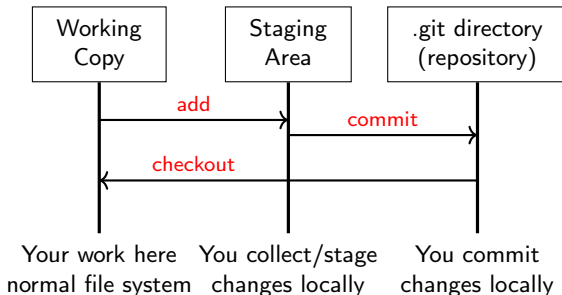 Working
Copy
Staging
Area
.git directory
(repository)
add
commit
checkout
Your work here
normal file system
You collect/stage
changes locally
You commit
changes locally